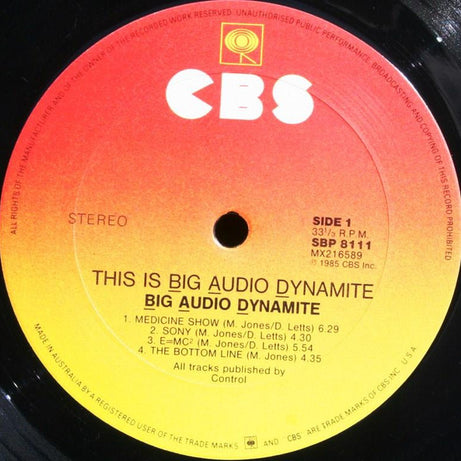 ALL RIGHTS OF THE MANUFACTURER AND OF THE OWNER OF THE RECORDED WORK RESERVED. UNAUTHORISED PUBLIC PERFORMANCE, BROADCASTING AND COPYING OF THIS RECORD PROHIBITED
CBS
STEREO
SIDE 1
33⅓ R.P.M.
SBP 8111
MX216589
℗ 1985 CBS Inc.
THIS IS BIG AUDIO DYNAMITE
BIG AUDIO DYNAMITE
1. MEDICINE SHOW (M. Jones/D. Letts) 6.29
2. SONY (M. Jones/D. Letts) 4.30
3. E=MC² (M. Jones/D. Letts) 5.54
4. THE BOTTOM LINE (M. Jones) 4.35
All tracks published by
Control
MADE IN AUSTRALIA BY A REGISTERED USER OF THE TRADE MARKS AND "CBS" ARE TRADE MARKS OF CBS INC. U.S.A.